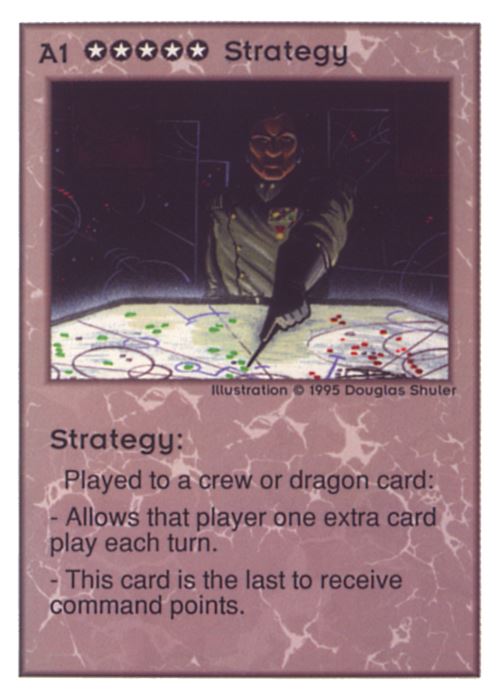 A1 ✪✪✪✪✪ Strategy
Illustration © 1995 Douglas Shuler
Strategy:
Played to a crew or dragon card:
- Allows that player one extra card
play each turn.
- This card is the last to receive
command points.